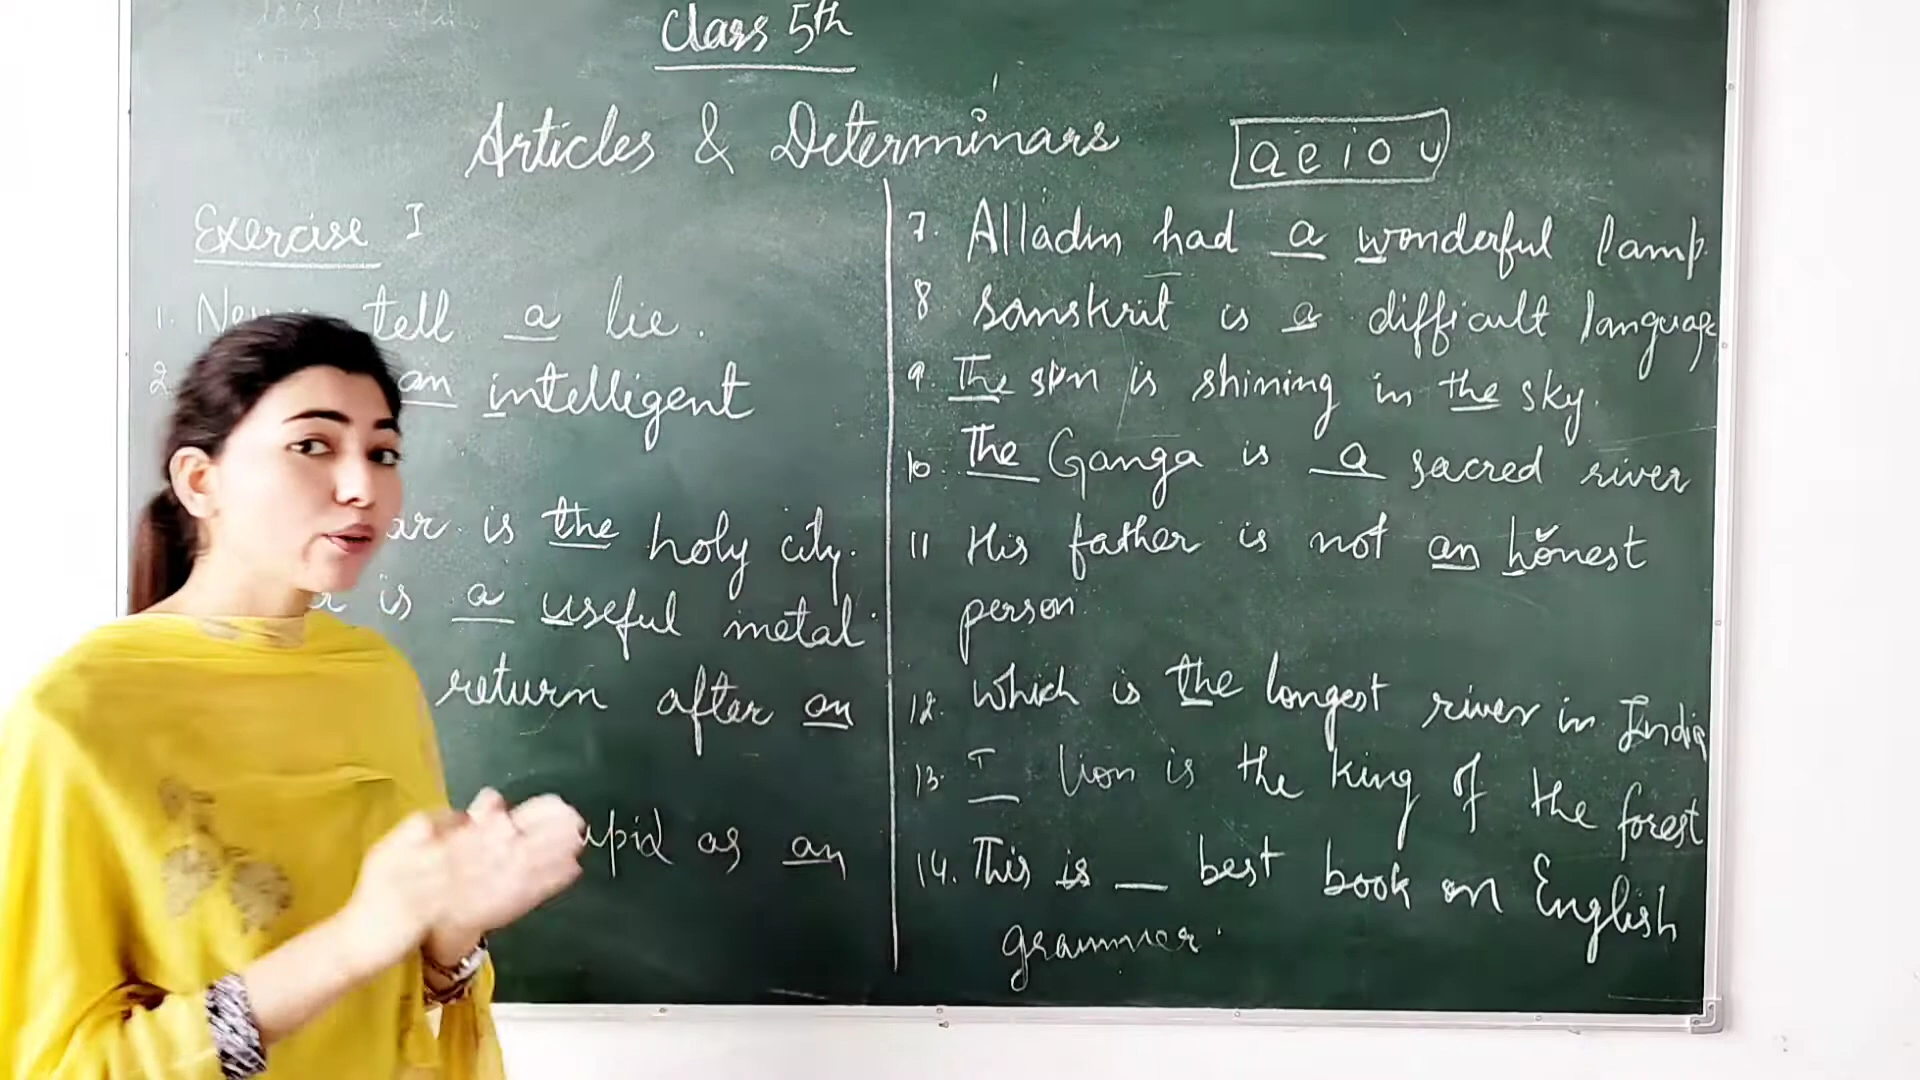 Class 5th
Articles & Determinars
a e i o u
Exercise I
1. tell a lie.
2. an intelligent
is the holy city.
is a useful metal.
return after an
as an
7. Alladin had a wonderful lamp.
8 Sanskrit is a difficult language
9. The sun is shining in the sky.
10. The Ganga is a sacred river
11 His father is not an honest
person.
12. which is the longest river in India
13. lion is the king of the forest
14. This is __ best book on English
grammer.